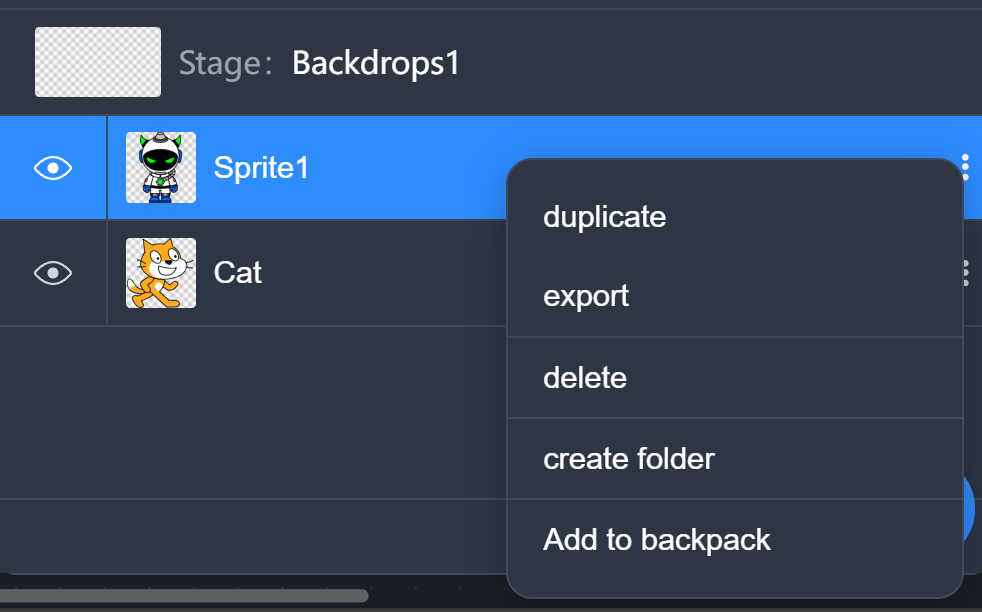 Stage: Backdrops1
Sprite1
Cat
duplicate
export
delete
create folder
Add to backpack